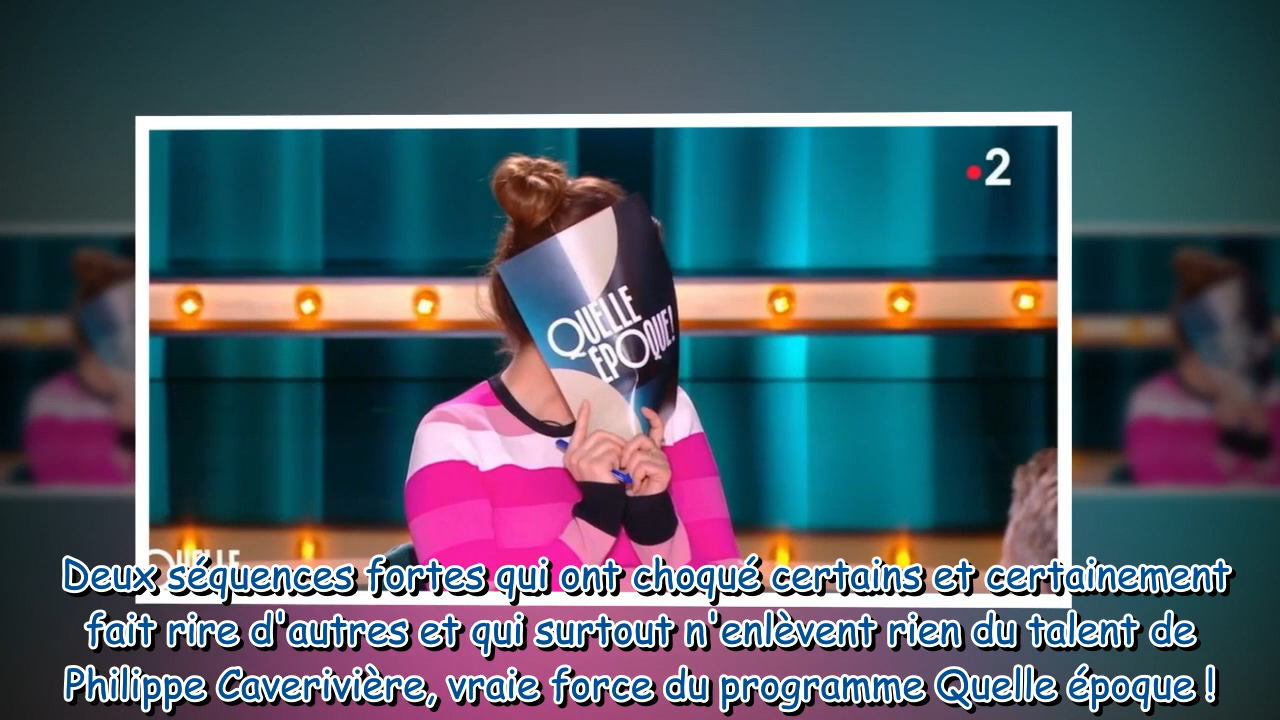 2
QUELLE
ÉPOQUE!
QUELLE
Deux séquences fortes qui ont choqué certains et certainement
fait rire d'autres et qui surtout n'enlèvent rien du talent de
Philippe Caverivière, vraie force du programme Quelle époque !